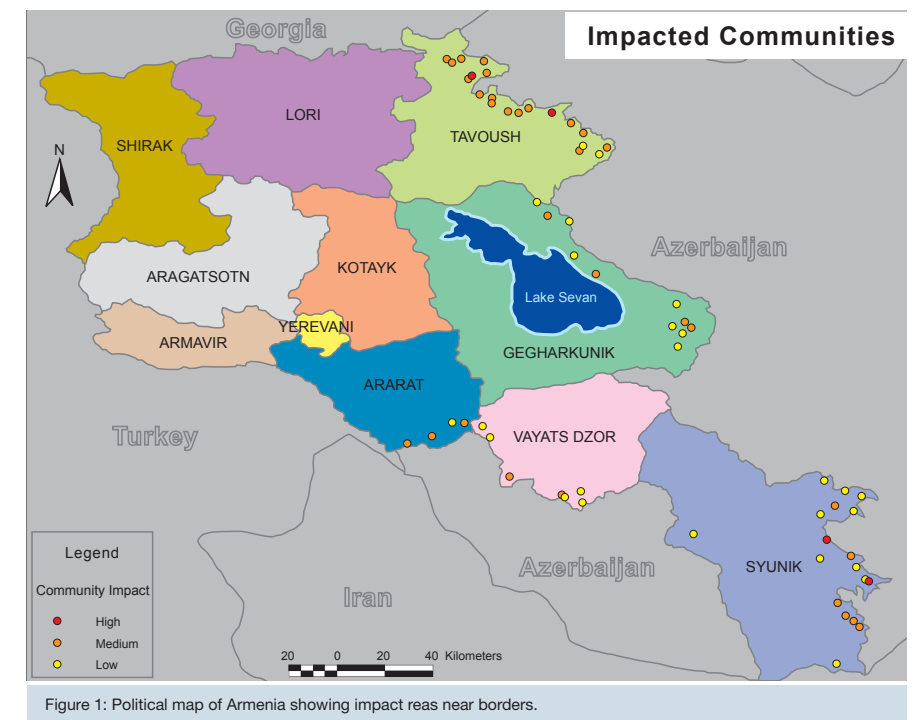 Georgia
Impacted Communities
LORI
SHIRAK
TAVOUSH
N
Azerbaijan
KOTAYK
ARAGATSOTN
Lake Sevan
YEREVANI
ARMAVIR
GEGHARKUNIK
ARARAT
Turkey
VAYATS DZOR
Legend
Community Impact
High
Medium
Low
Azerbaijan
SYUNIK
Iran
20 0 20 40 Kilometers
Figure 1: Political map of Armenia showing impact reas near borders.